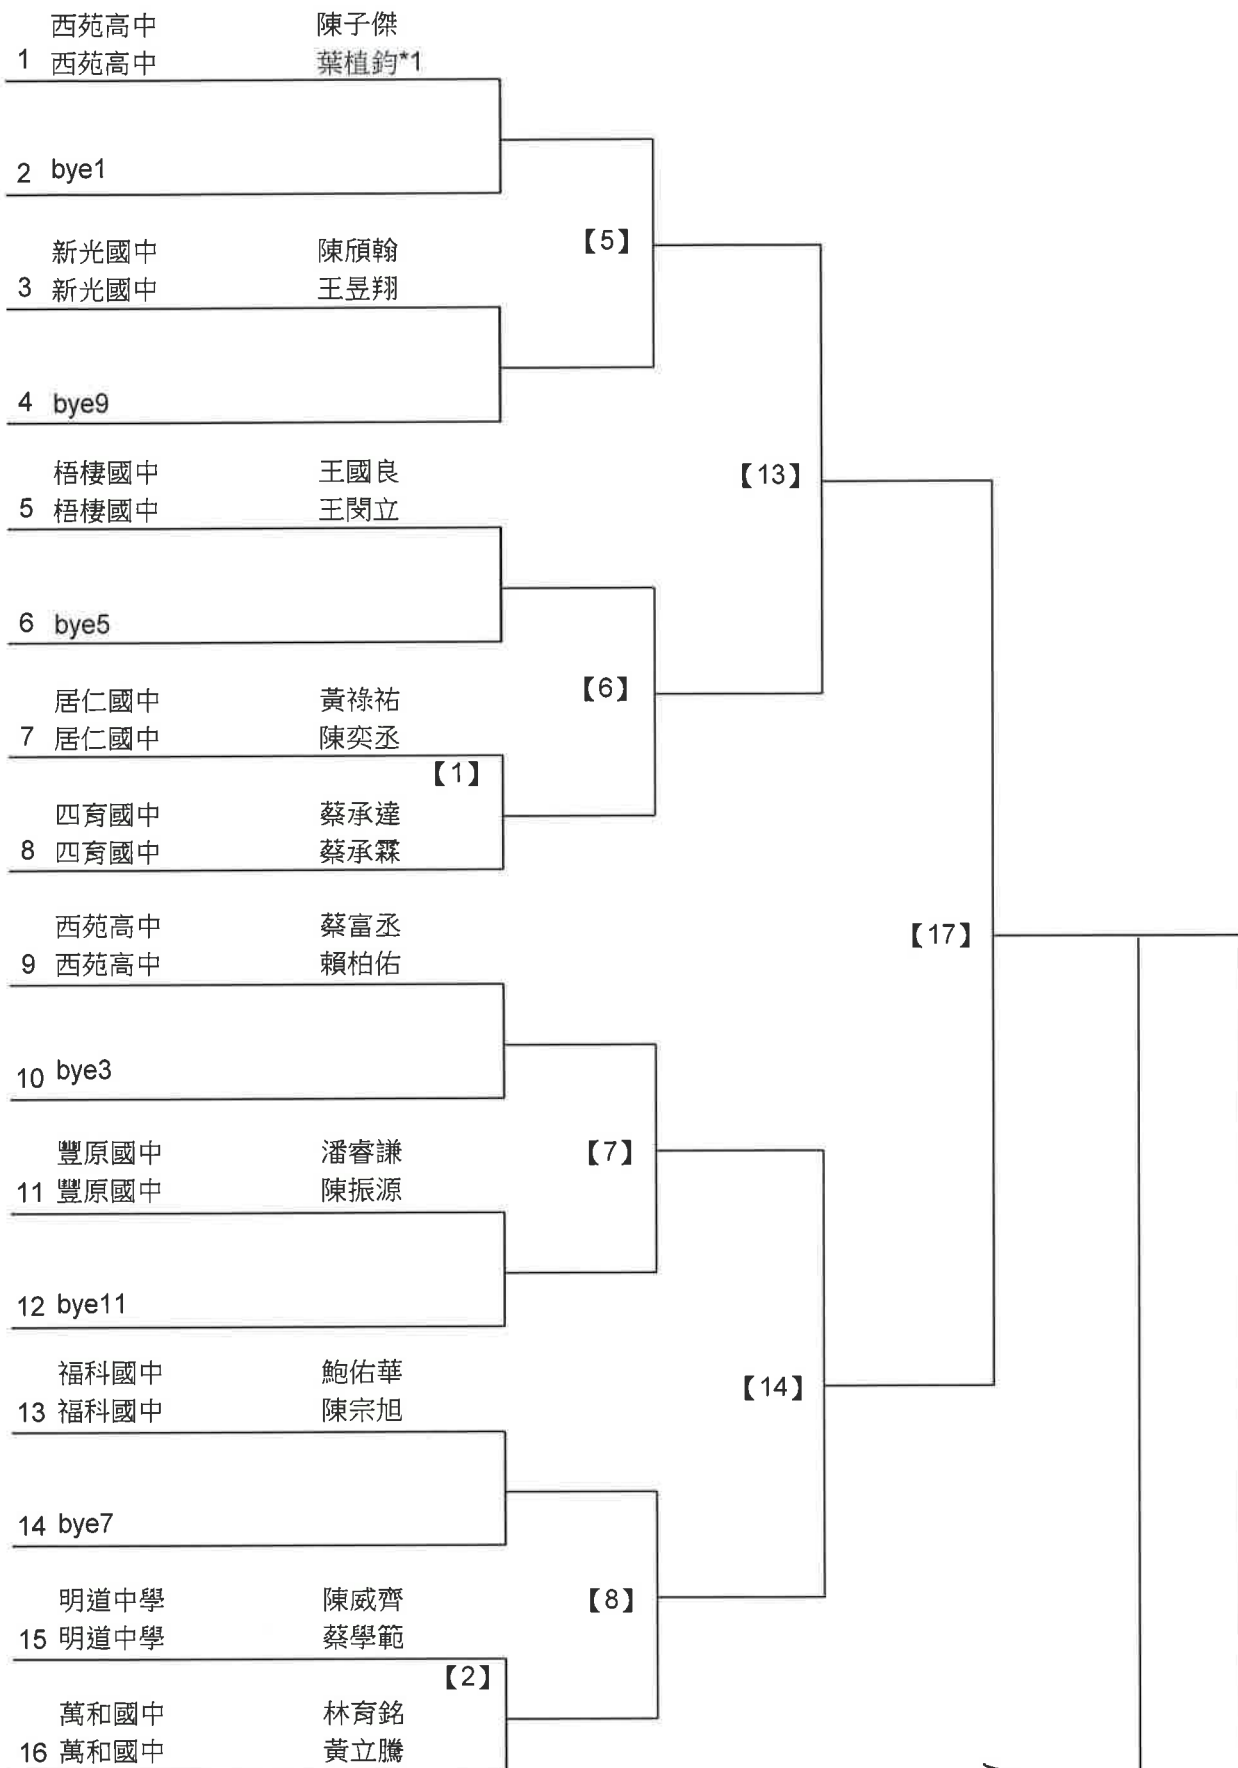 西苑高中 陳子傑
1 西苑高中 葉植鈞*1
2 bye1
【5】
新光國中 陳頎翰
3 新光國中 王昱翔
4 bye9
梧棲國中 王國良
【13】
5 梧棲國中 王閔立
6 bye5
【6】
居仁國中 黃祿祐
7 居仁國中 陳奕丞
【1】
四育國中 蔡承達
8 四育國中 蔡承霖
西苑高中 蔡富丞
【17】
9 西苑高中 賴柏佑
10 bye3
豐原國中 潘睿謙
【7】
11 豐原國中 陳振源
12 bye11
福科國中 鮑佑華
【14】
13 福科國中 陳宗旭
14 bye7
明道中學 陳威齊
【8】
15 明道中學 蔡學範
【2】
萬和國中 林育銘
16 萬和國中 黃立騰